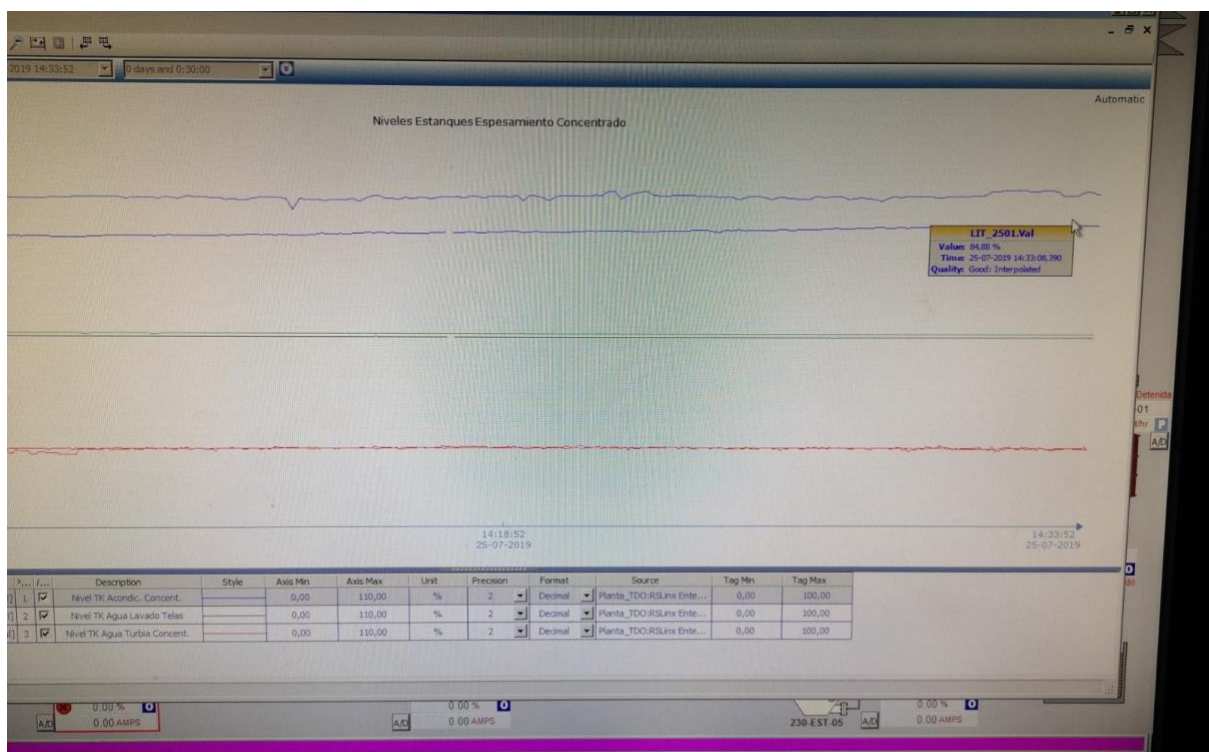 2019 14:33:52 0 days and 0:30:00
Automatic
Niveles Estanques Espesamiento Concentrado
LIT_2501.Val
Value: 84,88 %
Time: 25-07-2019 14:33:08,390
Quality: Good: Interpolated
Detenida
-01
t/hr P
A/D
14:18:52 14:33:52
25-07-2019 25-07-2019
Description Style Axis Min Axis Max Unit Precision Format Source Tag Min Tag Max
1 Nivel TK Acondic. Concent. 0,00 110,00 % 2 Decimal Planta_TDO:RSLinx Ente... 0,00 100,00
2 Nivel TK Agua Lavado Telas 0,00 110,00 % 2 Decimal Planta_TDO:RSLinx Ente... 0,00 100,00
3 Nivel TK Agua Turbia Concent. 0,00 110,00 % 2 Decimal Planta_TDO:RSLinx Ente... 0,00 100,00
0.00 % 0.00 % 0.00 %
A/D 0.00 AMPS A/D 0.00 AMPS 230-EST-05 A/D 0.00 AMPS